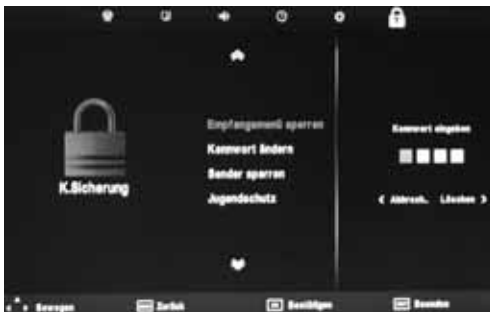 Empfangsmenü sperren
Kennwort ändern
Sender sperren
Jugendschutz
K.Sicherung
Kennwort eingeben
< Abbrech. Löschen >
Bewegen Zurück Bestätigen Beenden